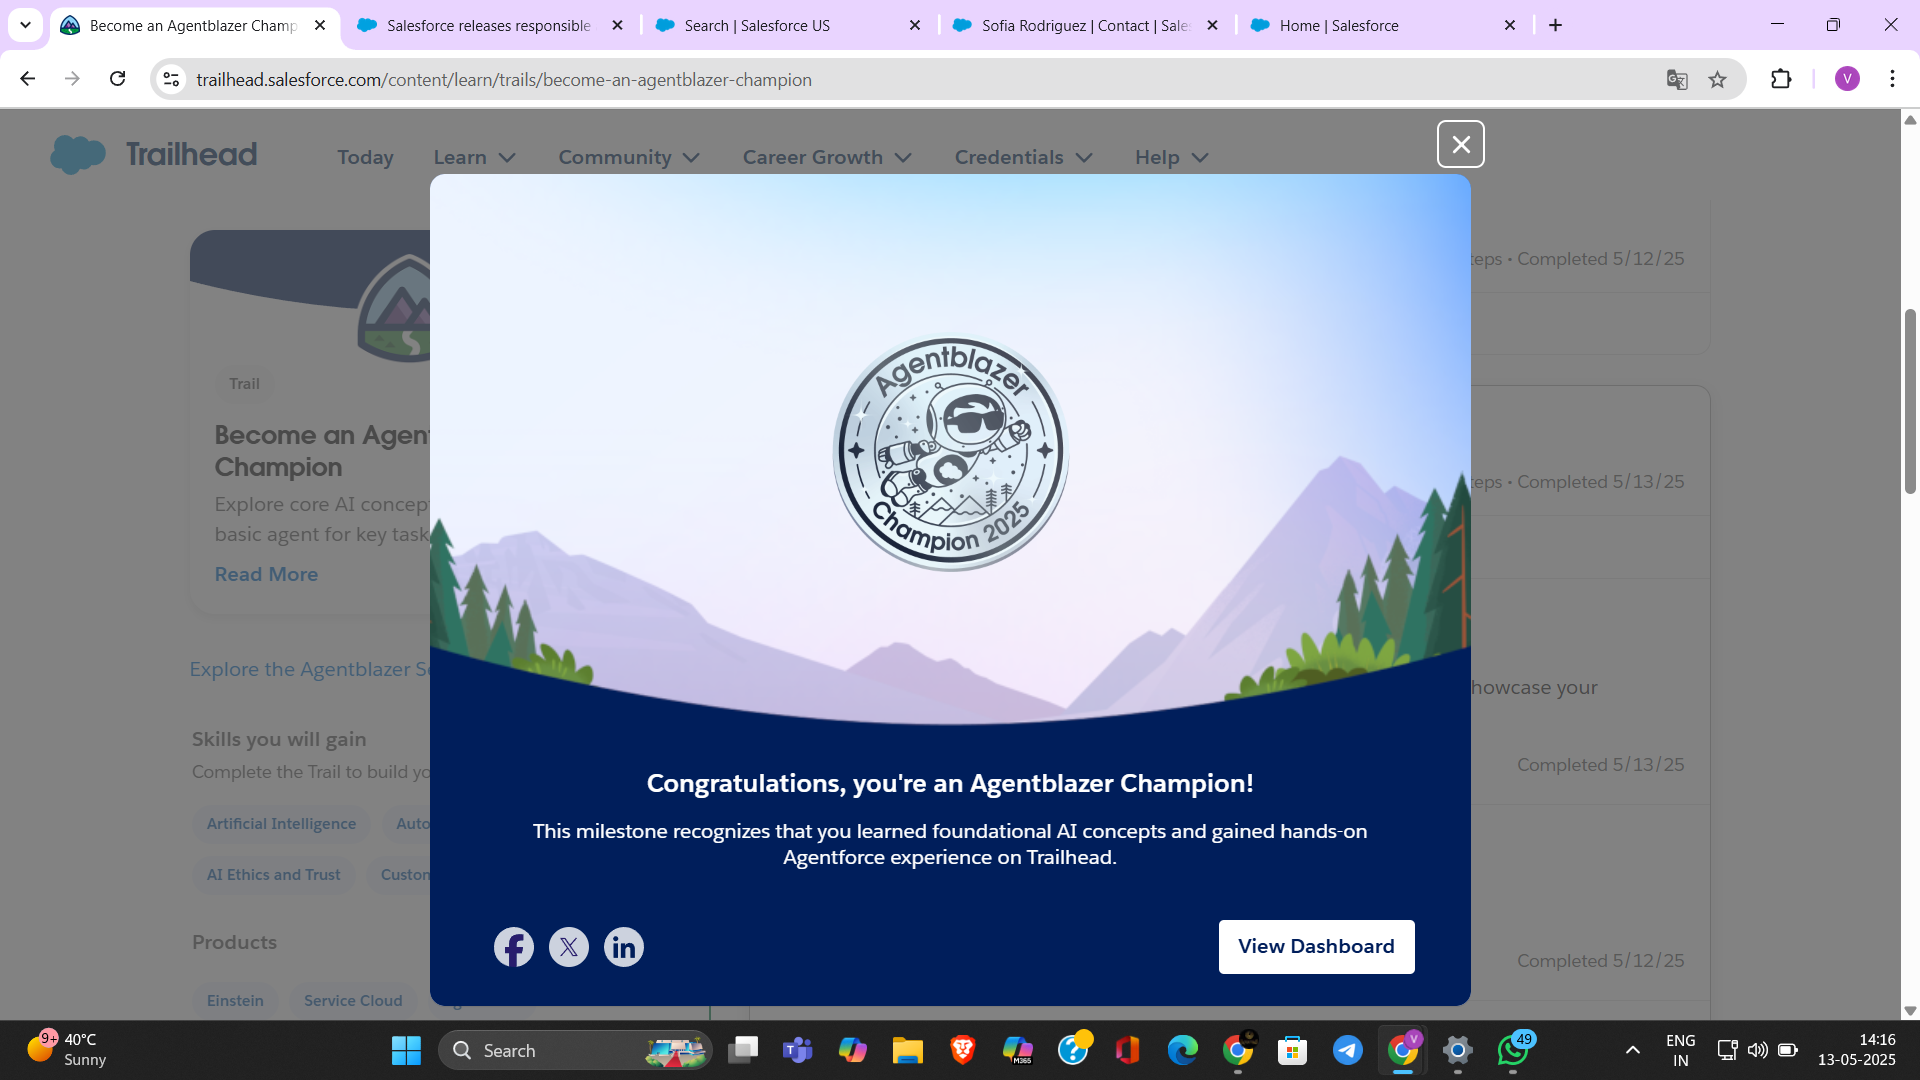 Become an Agentblazer Champ
Salesforce releases responsible
Search | Salesforce US
Sofia Rodriguez | Contact | Sales
Home | Salesforce
trailhead.salesforce.com/content/learn/trails/become-an-agentblazer-champion
V
Trailhead
Today
Learn
Community
Career Growth
Credentials
Help
teps • Completed 5/12/25
Trail
Become an Agent
Champion
Explore core AI concep
basic agent for key task
Read More
Agentblazer
Champion 2025
teps • Completed 5/13/25
Explore the Agentblazer S
howcase your
Skills you will gain
Complete the Trail to build yo
Completed 5/13/25
Artificial Intelligence
Auto
AI Ethics and Trust
Custon
Congratulations, you're an Agentblazer Champion!
This milestone recognizes that you learned foundational AI concepts and gained hands-on
Agentforce experience on Trailhead.
Products
View Dashboard
Completed 5/12/25
Einstein
Service Cloud
9+
40°C
Sunny
Search
M365
V
49
ENG
IN
14:16
13-05-2025